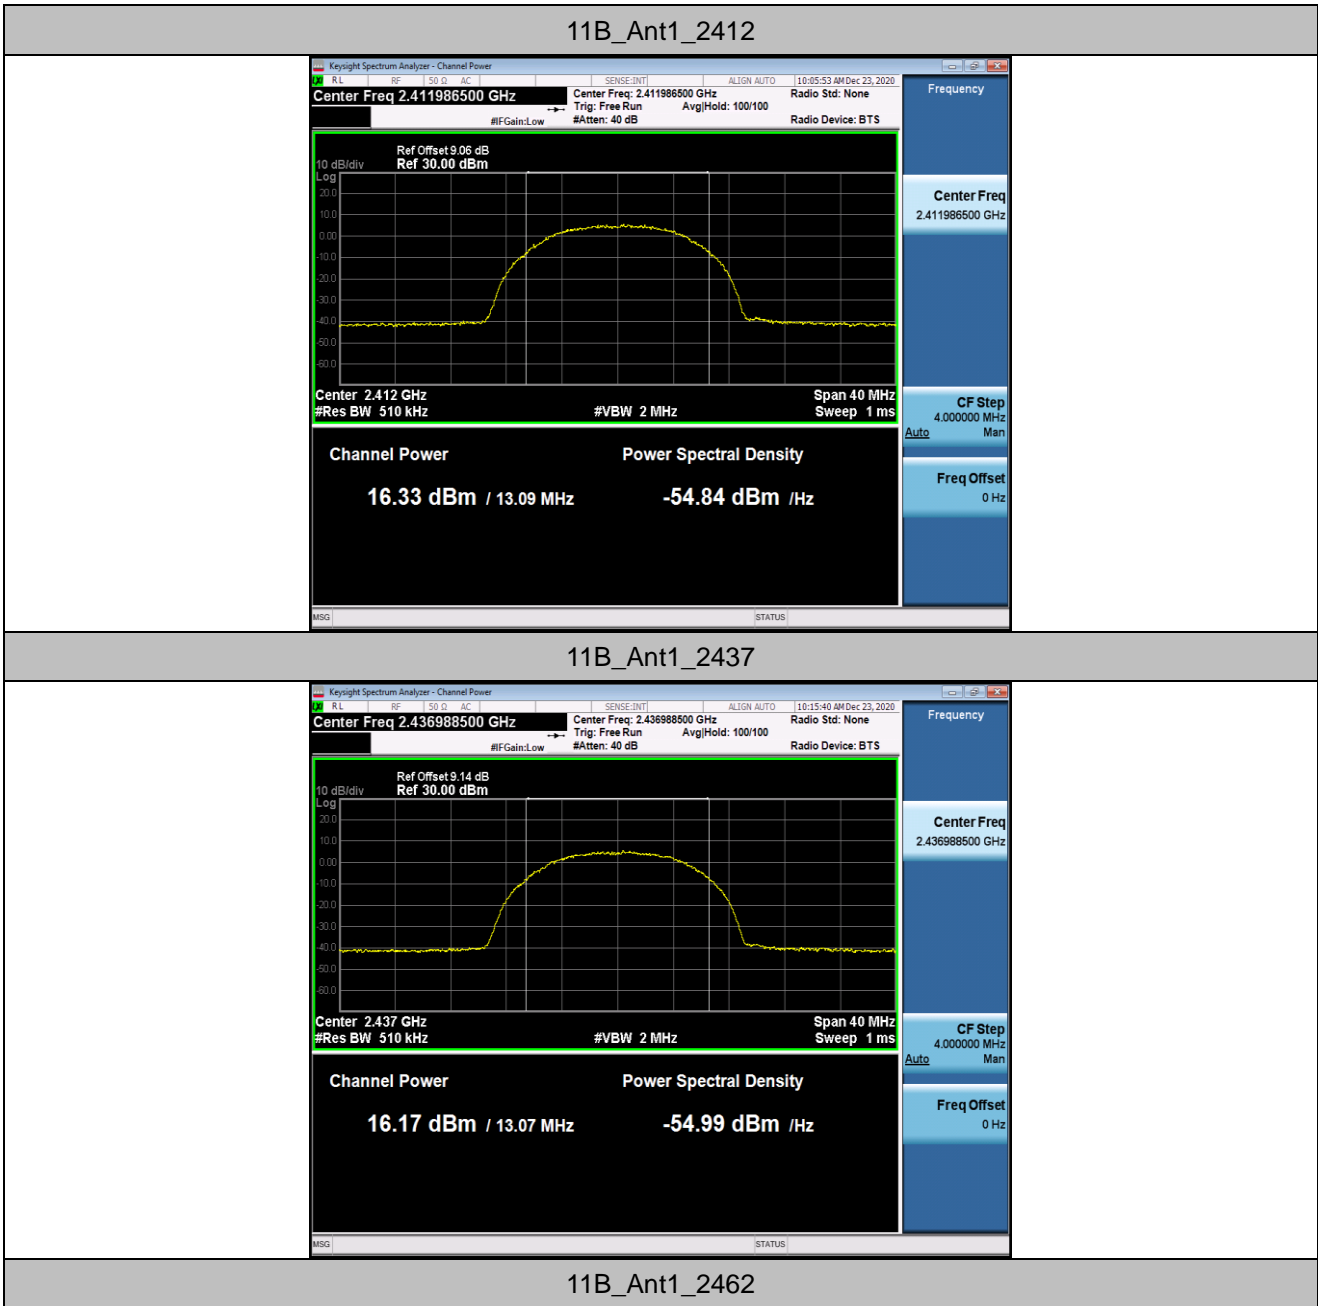 11B_Ant1_2412
Keysight Spectrum Analyzer - Channel Power
RL RF 50 Ω AC SENSE:INT ALIGN AUTO 10:05:53 AM Dec 23, 2020
Center Freq 2.411986500 GHz
Center Freq: 2.411986500 GHz Radio Std: None
Trig: Free Run Avg|Hold: 100/100
#IFGain:Low #Atten: 40 dB Radio Device: BTS
Frequency
Ref Offset 9.06 dB
10 dB/div Ref 30.00 dBm
Log
20.0
10.0
0.00
-10.0
-20.0
-30.0
-40.0
-50.0
-60.0
Center 2.412 GHz Span 40 MHz
#Res BW 510 kHz #VBW 2 MHz Sweep 1 ms
Center Freq
2.411986500 GHz
CF Step
4.000000 MHz
Auto Man
Freq Offset
0 Hz
Channel Power Power Spectral Density
16.33 dBm / 13.09 MHz -54.84 dBm /Hz
MSG STATUS
11B_Ant1_2437
Keysight Spectrum Analyzer - Channel Power
RL RF 50 Ω AC SENSE:INT ALIGN AUTO 10:15:40 AM Dec 23, 2020
Center Freq 2.436988500 GHz
Center Freq: 2.436988500 GHz Radio Std: None
Trig: Free Run Avg|Hold: 100/100
#IFGain:Low #Atten: 40 dB Radio Device: BTS
Frequency
Ref Offset 9.14 dB
10 dB/div Ref 30.00 dBm
Log
20.0
10.0
0.00
-10.0
-20.0
-30.0
-40.0
-50.0
-60.0
Center 2.437 GHz Span 40 MHz
#Res BW 510 kHz #VBW 2 MHz Sweep 1 ms
Center Freq
2.436988500 GHz
CF Step
4.000000 MHz
Auto Man
Freq Offset
0 Hz
Channel Power Power Spectral Density
16.17 dBm / 13.07 MHz -54.99 dBm /Hz
MSG STATUS
11B_Ant1_2462